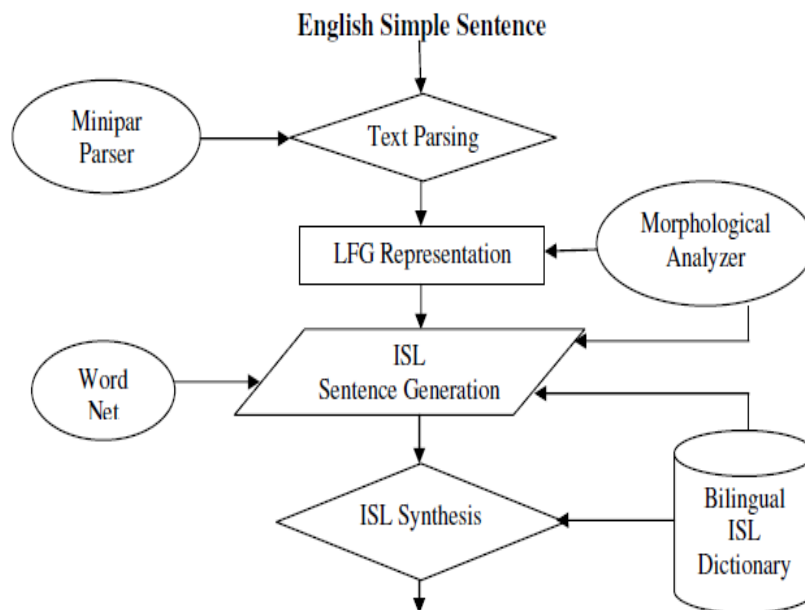 English Simple Sentence
Minipar
Parser
Text Parsing
LFG Representation
Morphological
Analyzer
ISL
Sentence Generation
Word
Net
ISL Synthesis
Bilingual
ISL
Dictionary